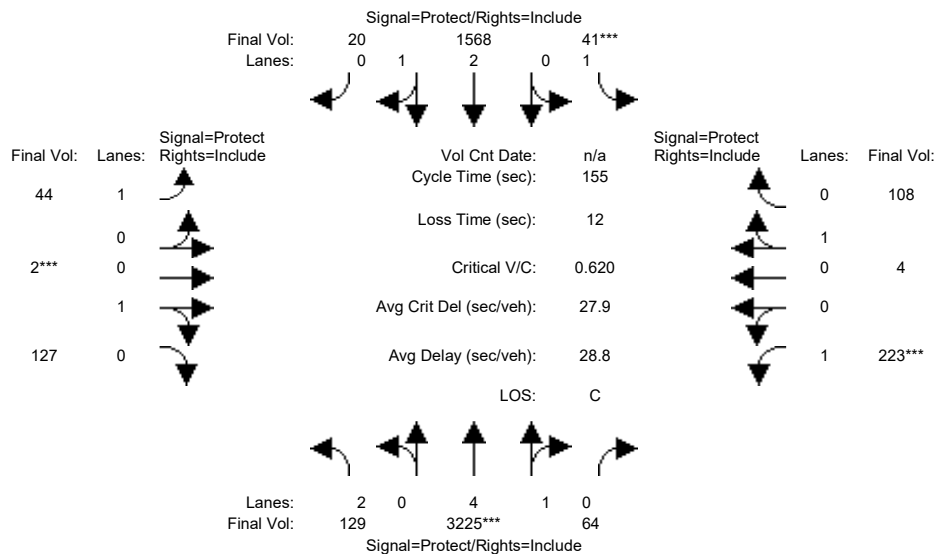 Signal=Protect/Rights=Include
Final Vol: 20 1568 41***
Lanes: 0 1 2 0 1
Signal=Protect Signal=Protect
Final Vol: Lanes: Rights=Include Vol Cnt Date: n/a Rights=Include Lanes: Final Vol:
Cycle Time (sec): 155
44 1 0 108
Loss Time (sec): 12
0 1
2*** 0 Critical V/C: 0.620 0 4
1 Avg Crit Del (sec/veh): 27.9 0
127 0 Avg Delay (sec/veh): 28.8 1 223***
LOS: C
Lanes: 2 0 4 1 0
Final Vol: 129 3225*** 64
Signal=Protect/Rights=Include